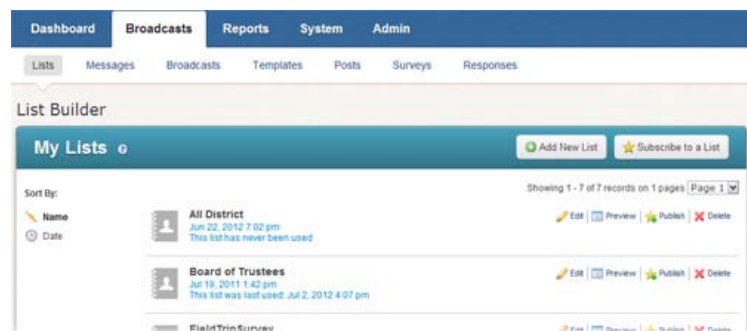 Dashboard Broadcasts Reports System Admin
Lists Messages Broadcasts Templates Posts Surveys Responses
List Builder
My Lists ? Add New List Subscribe to a List
Sort By: Showing 1 - 7 of 7 records on 1 pages Page 1
Name
Date
All District Edit Preview Publish Delete
Jun 22, 2012 7:02 pm
This list has never been used
Board of Trustees Edit Preview Publish Delete
Jul 19, 2011 1:42 pm
This list was last used: Jul 2, 2012 4:07 pm
FieldTripSurvey Edit Preview Publish Delete